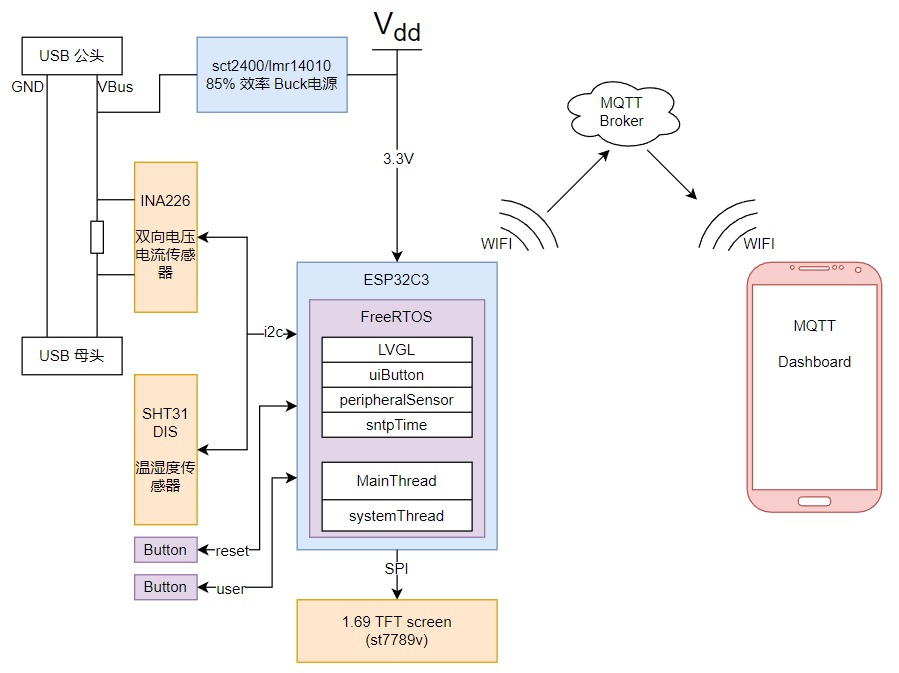 Vdd
USB 公头
GND
VBus
sct2400/lmr14010
85% 效率 Buck电源
MQTT
Broker
3.3V
INA226
双向电压
电流传感
器
WIFI
WIFI
ESP32C3
FreeRTOS
i2c
LVGL
uiButton
peripheralSensor
sntpTime
MainThread
systemThread
MQTT
Dashboard
USB 母头
SHT31
DIS
温湿度传
感器
Button
reset
Button
user
SPI
1.69 TFT screen
(st7789v)